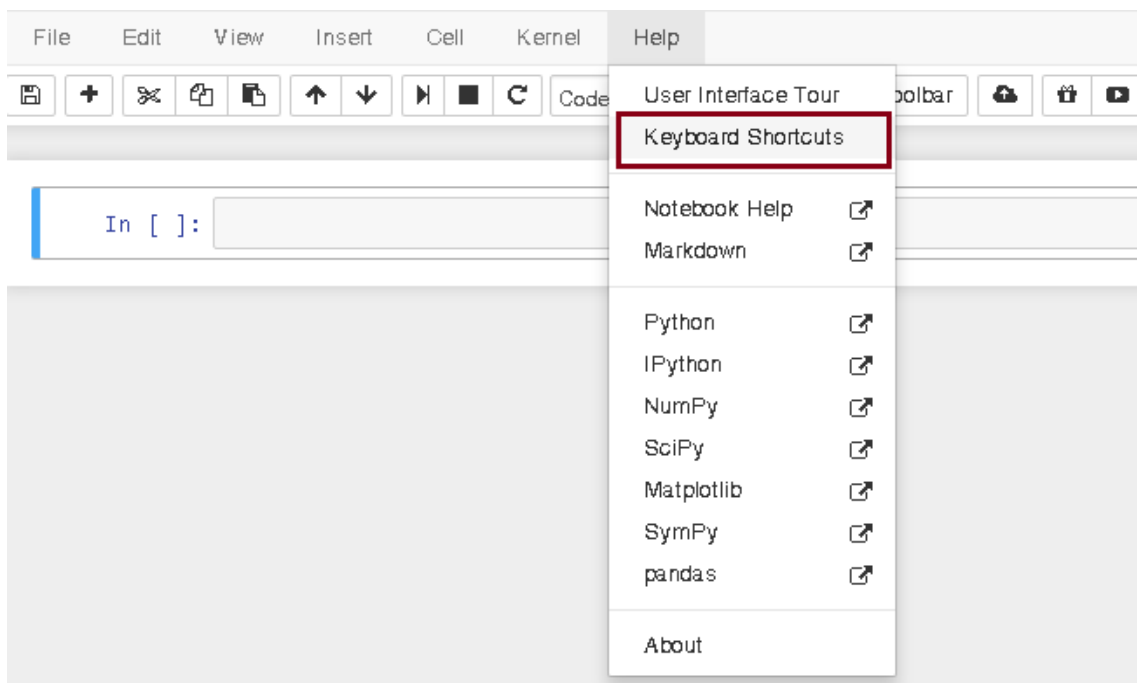 File Edit View Insert Cell Kernel Help
Code oolbar
User Interface Tour
Keyboard Shortcuts
In [ ]:
Notebook Help
Markdown
Python
IPython
NumPy
SciPy
Matplotlib
SymPy
pandas
About